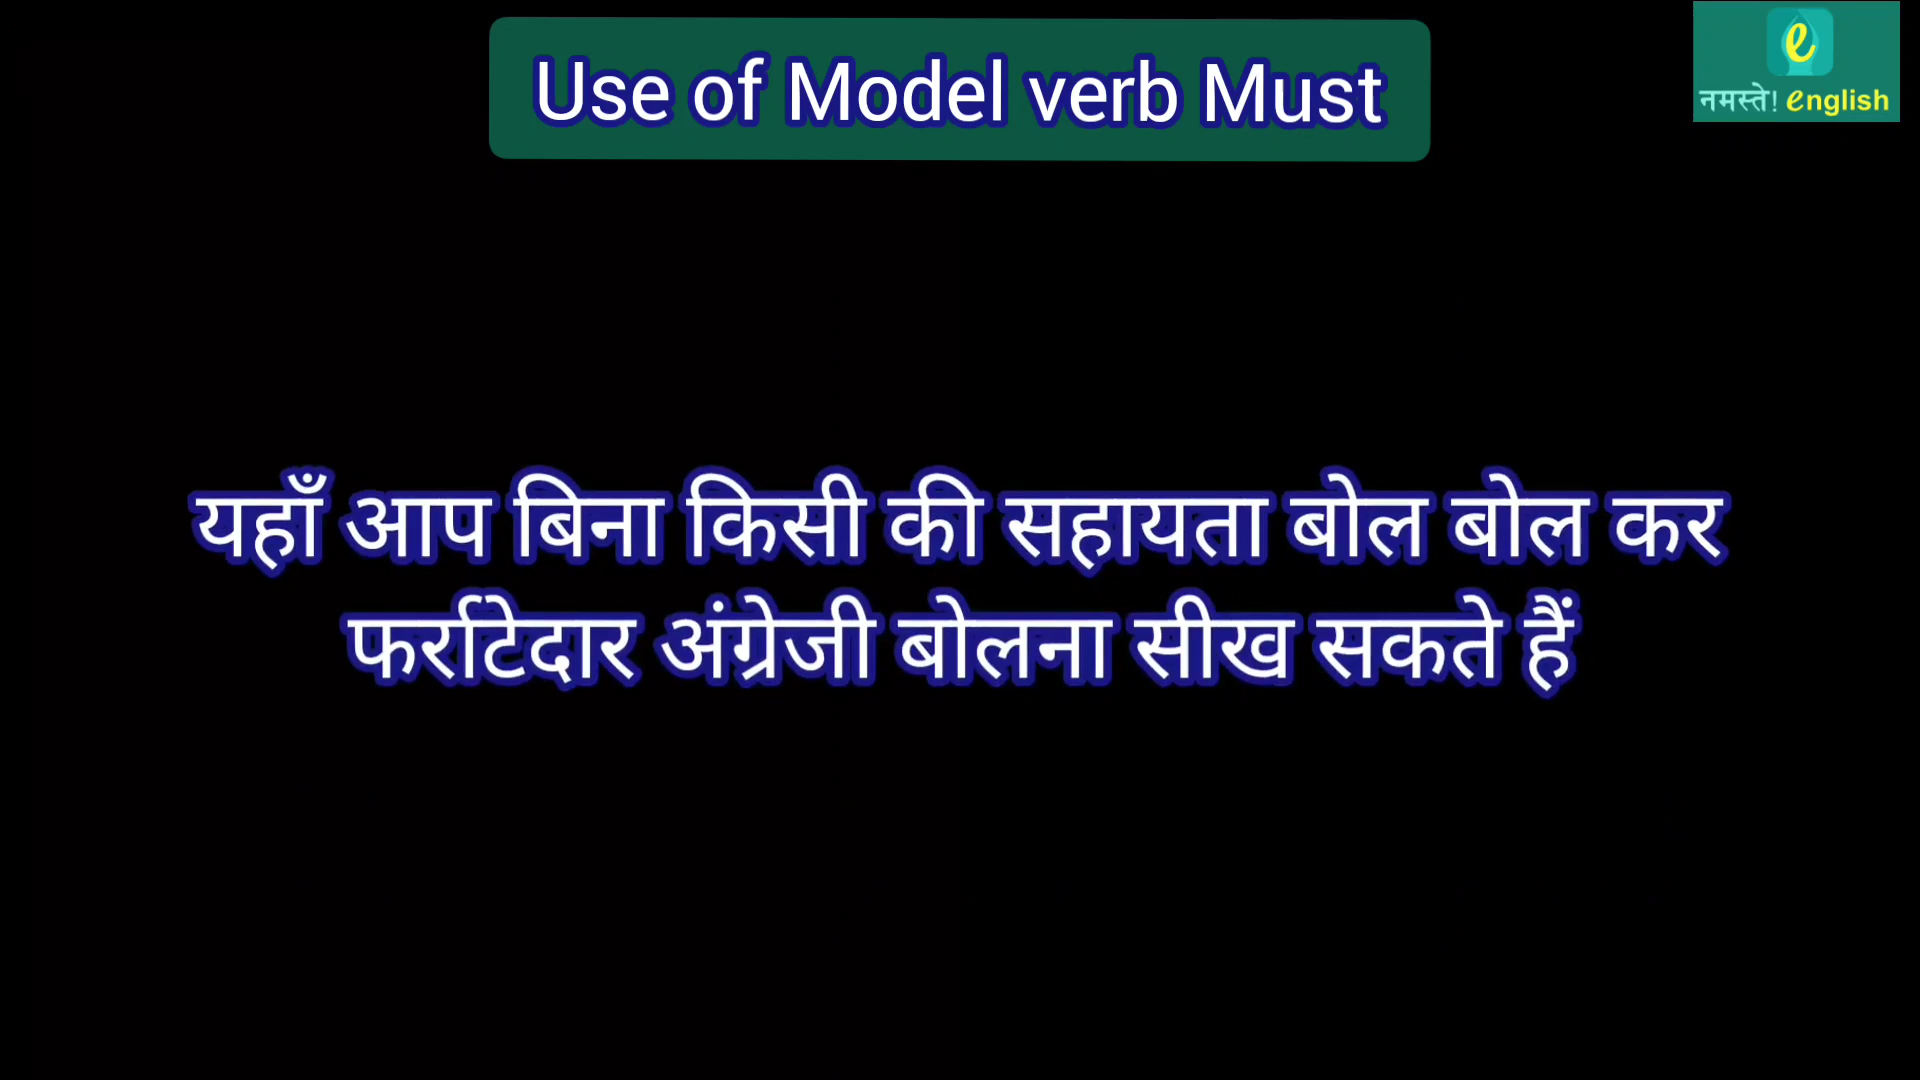 Use of Model verb Must
e
नमस्ते! english
यहाँ आप बिना किसी की सहायता बोल बोल कर
फर्राटेदार अंग्रेजी बोलना सीख सकते हैं